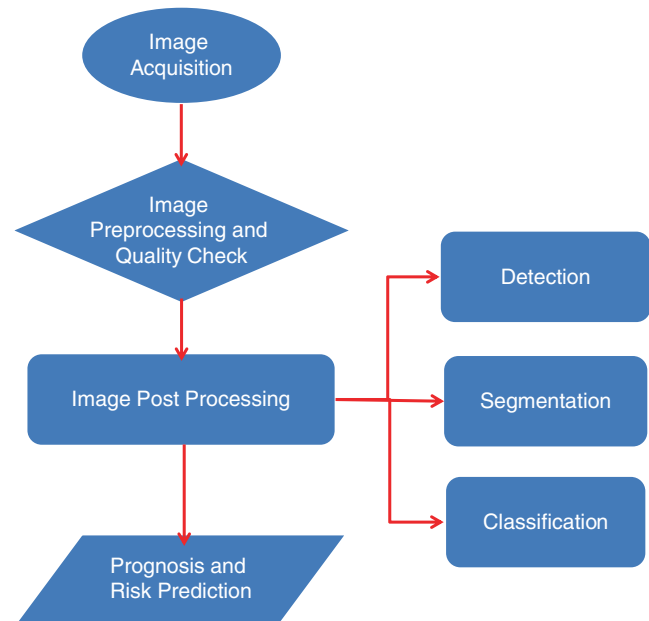 Image
Acquisition
Image
Preprocessing and
Quality Check
Image Post Processing
Detection
Segmentation
Classification
Prognosis and
Risk Prediction